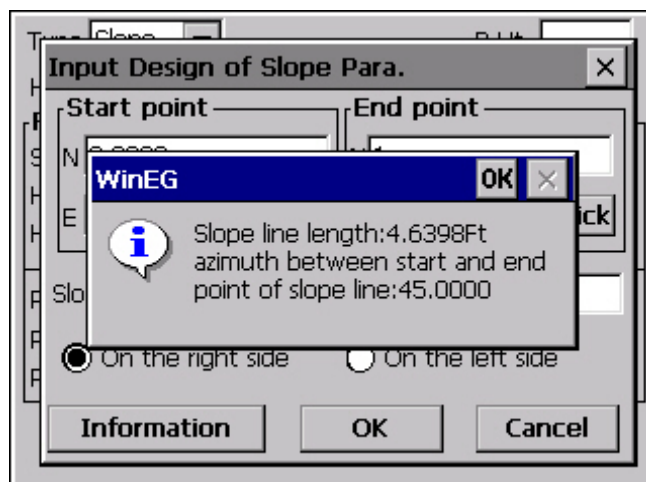 Slope
Input Design of Slope Para.
Start point
End point
N
WinEG
OK
E
Slope line length:4.6398Ft
azimuth between start and end
point of slope line:45.0000
On the right side
On the left side
Information
OK
Cancel